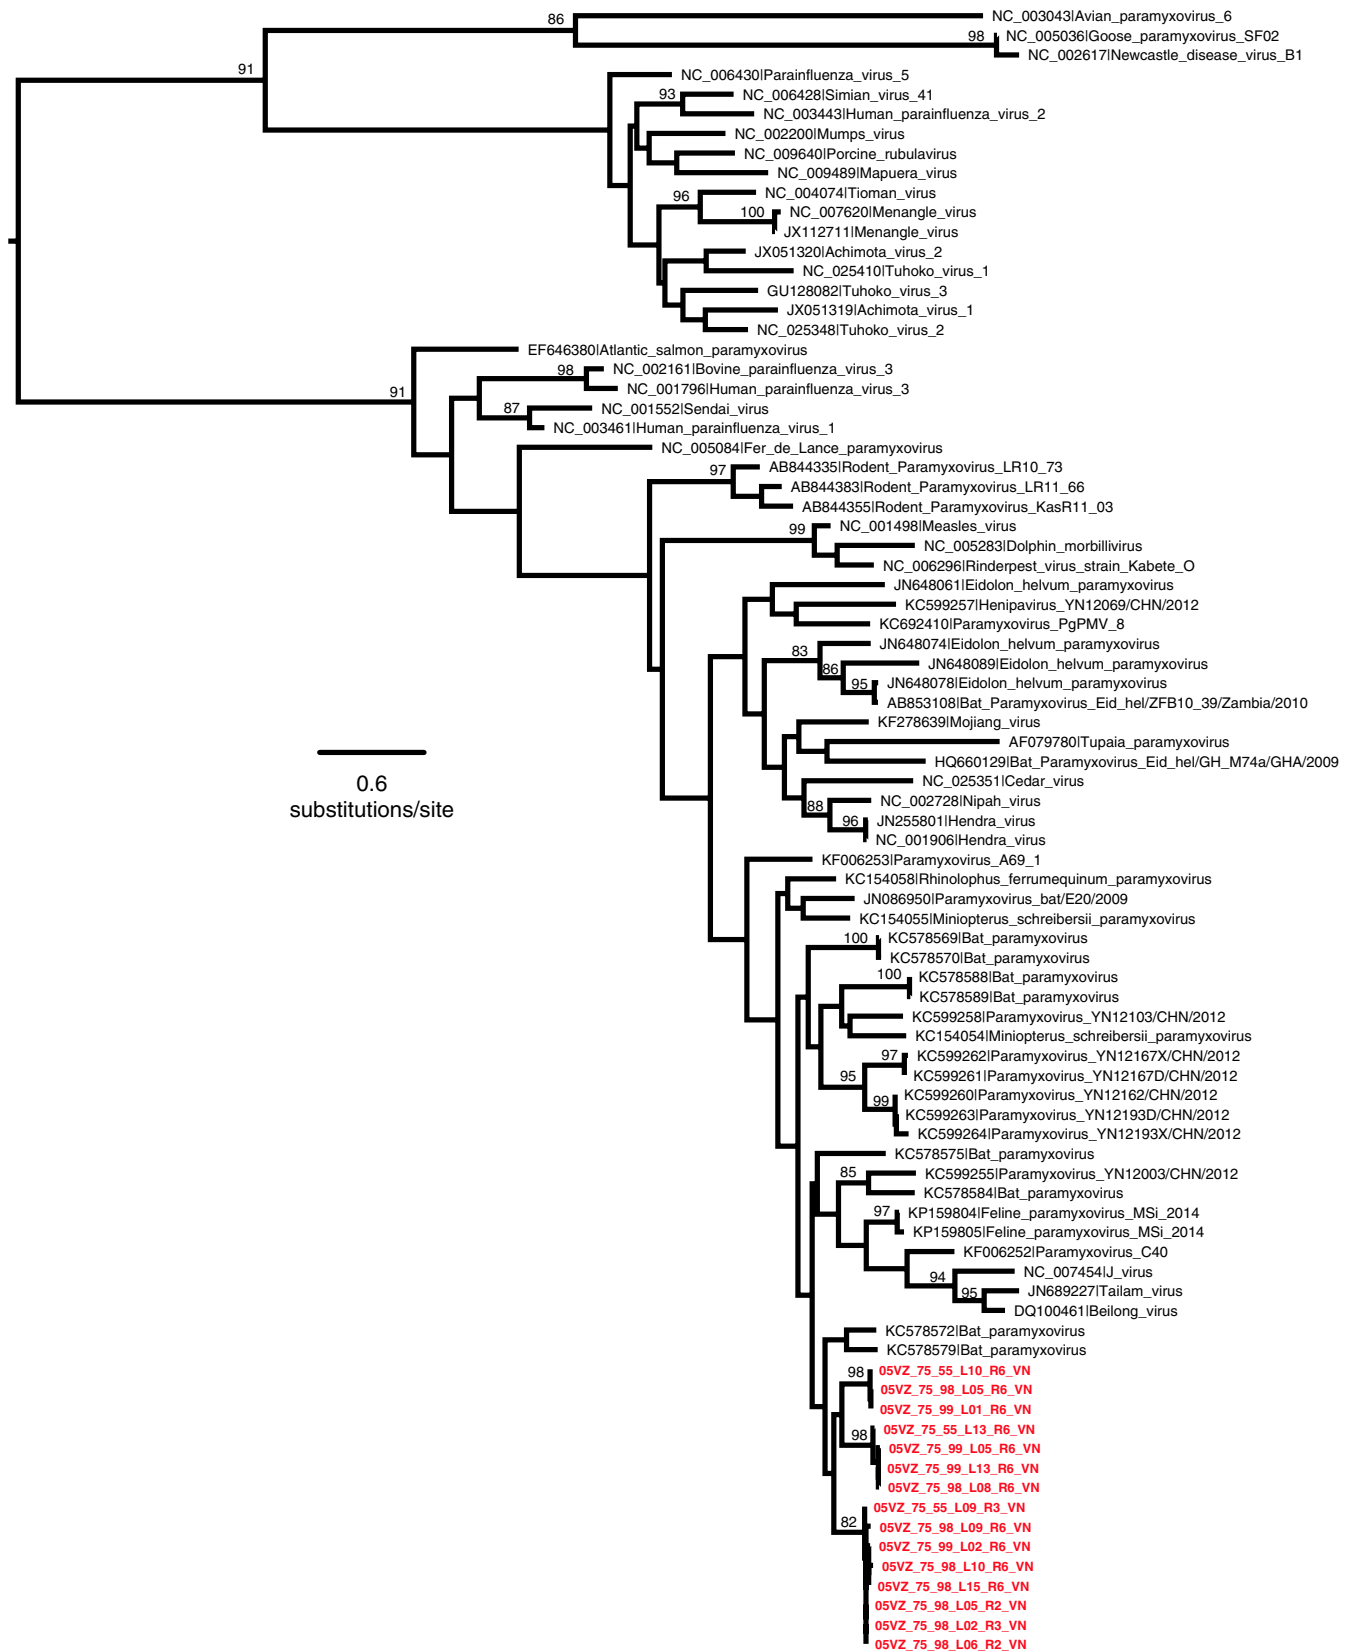 86
NC_003043|Avian_paramyxovirus_6
98
NC_005036|Goose_paramyxovirus_SF02
NC_002617|Newcastle_disease_virus_B1
91
NC_006430|Parainfluenza_virus_5
93
NC_006428|Simian_virus_41
NC_003443|Human_parainfluenza_virus_2
NC_002200|Mumps_virus
NC_009640|Porcine_rubulavirus
NC_009489|Mapuera_virus
96
NC_004074|Tioman_virus
100
NC_007620|Menangle_virus
JX112711|Menangle_virus
JX051320|Achimota_virus_2
NC_025410|Tuhoko_virus_1
GU128082|Tuhoko_virus_3
JX051319|Achimota_virus_1
NC_025348|Tuhoko_virus_2
EF646380|Atlantic_salmon_paramyxovirus
98
NC_002161|Bovine_parainfluenza_virus_3
91
NC_001796|Human_parainfluenza_virus_3
87
NC_001552|Sendai_virus
NC_003461|Human_parainfluenza_virus_1
NC_005084|Fer_de_Lance_paramyxovirus
97
AB844335|Rodent_Paramyxovirus_LR10_73
AB844383|Rodent_Paramyxovirus_LR11_66
AB844355|Rodent_Paramyxovirus_KasR11_03
99
NC_001498|Measles_virus
NC_005283|Dolphin_morbillivirus
NC_006296|Rinderpest_virus_strain_Kabete_O
JN648061|Eidolon_helvum_paramyxovirus
KC599257|Henipavirus_YN12069/CHN/2012
KC692410|Paramyxovirus_PgPMV_8
83
JN648074|Eidolon_helvum_paramyxovirus
86
JN648089|Eidolon_helvum_paramyxovirus
95
JN648078|Eidolon_helvum_paramyxovirus
AB853108|Bat_Paramyxovirus_Eid_hel/ZFB10_39/Zambia/2010
KF278639|Mojiang_virus
AF079780|Tupaia_paramyxovirus
HQ660129|Bat_Paramyxovirus_Eid_hel/GH_M74a/GHA/2009
0.6
substitutions/site
NC_025351|Cedar_virus
88
NC_002728|Nipah_virus
96
JN255801|Hendra_virus
NC_001906|Hendra_virus
KF006253|Paramyxovirus_A69_1
KC154058|Rhinolophus_ferrumequinum_paramyxovirus
JN086950|Paramyxovirus_bat/E20/2009
KC154055|Miniopterus_schreibersii_paramyxovirus
100
KC578569|Bat_paramyxovirus
KC578570|Bat_paramyxovirus
100
KC578588|Bat_paramyxovirus
KC578589|Bat_paramyxovirus
KC599258|Paramyxovirus_YN12103/CHN/2012
KC154054|Miniopterus_schreibersii_paramyxovirus
97
KC599262|Paramyxovirus_YN12167X/CHN/2012
95
KC599261|Paramyxovirus_YN12167D/CHN/2012
99
KC599260|Paramyxovirus_YN12162/CHN/2012
KC599263|Paramyxovirus_YN12193D/CHN/2012
KC599264|Paramyxovirus_YN12193X/CHN/2012
KC578575|Bat_paramyxovirus
85
KC599255|Paramyxovirus_YN12003/CHN/2012
KC578584|Bat_paramyxovirus
97
KP159804|Feline_paramyxovirus_MSi_2014
KP159805|Feline_paramyxovirus_MSi_2014
KF006252|Paramyxovirus_C40
94
NC_007454|J_virus
95
JN689227|Tailam_virus
DQ100461|Beilong_virus
KC578572|Bat_paramyxovirus
KC578579|Bat_paramyxovirus
98
05VZ_75_55_L10_R6_VN
05VZ_75_98_L05_R6_VN
05VZ_75_99_L01_R6_VN
98
05VZ_75_55_L13_R6_VN
05VZ_75_99_L05_R6_VN
05VZ_75_99_L13_R6_VN
05VZ_75_98_L08_R6_VN
05VZ_75_55_L09_R3_VN
82
05VZ_75_98_L09_R6_VN
05VZ_75_99_L02_R6_VN
05VZ_75_98_L10_R6_VN
05VZ_75_98_L15_R6_VN
05VZ_75_98_L05_R2_VN
05VZ_75_98_L02_R3_VN
05VZ_75_98_L06_R2_VN